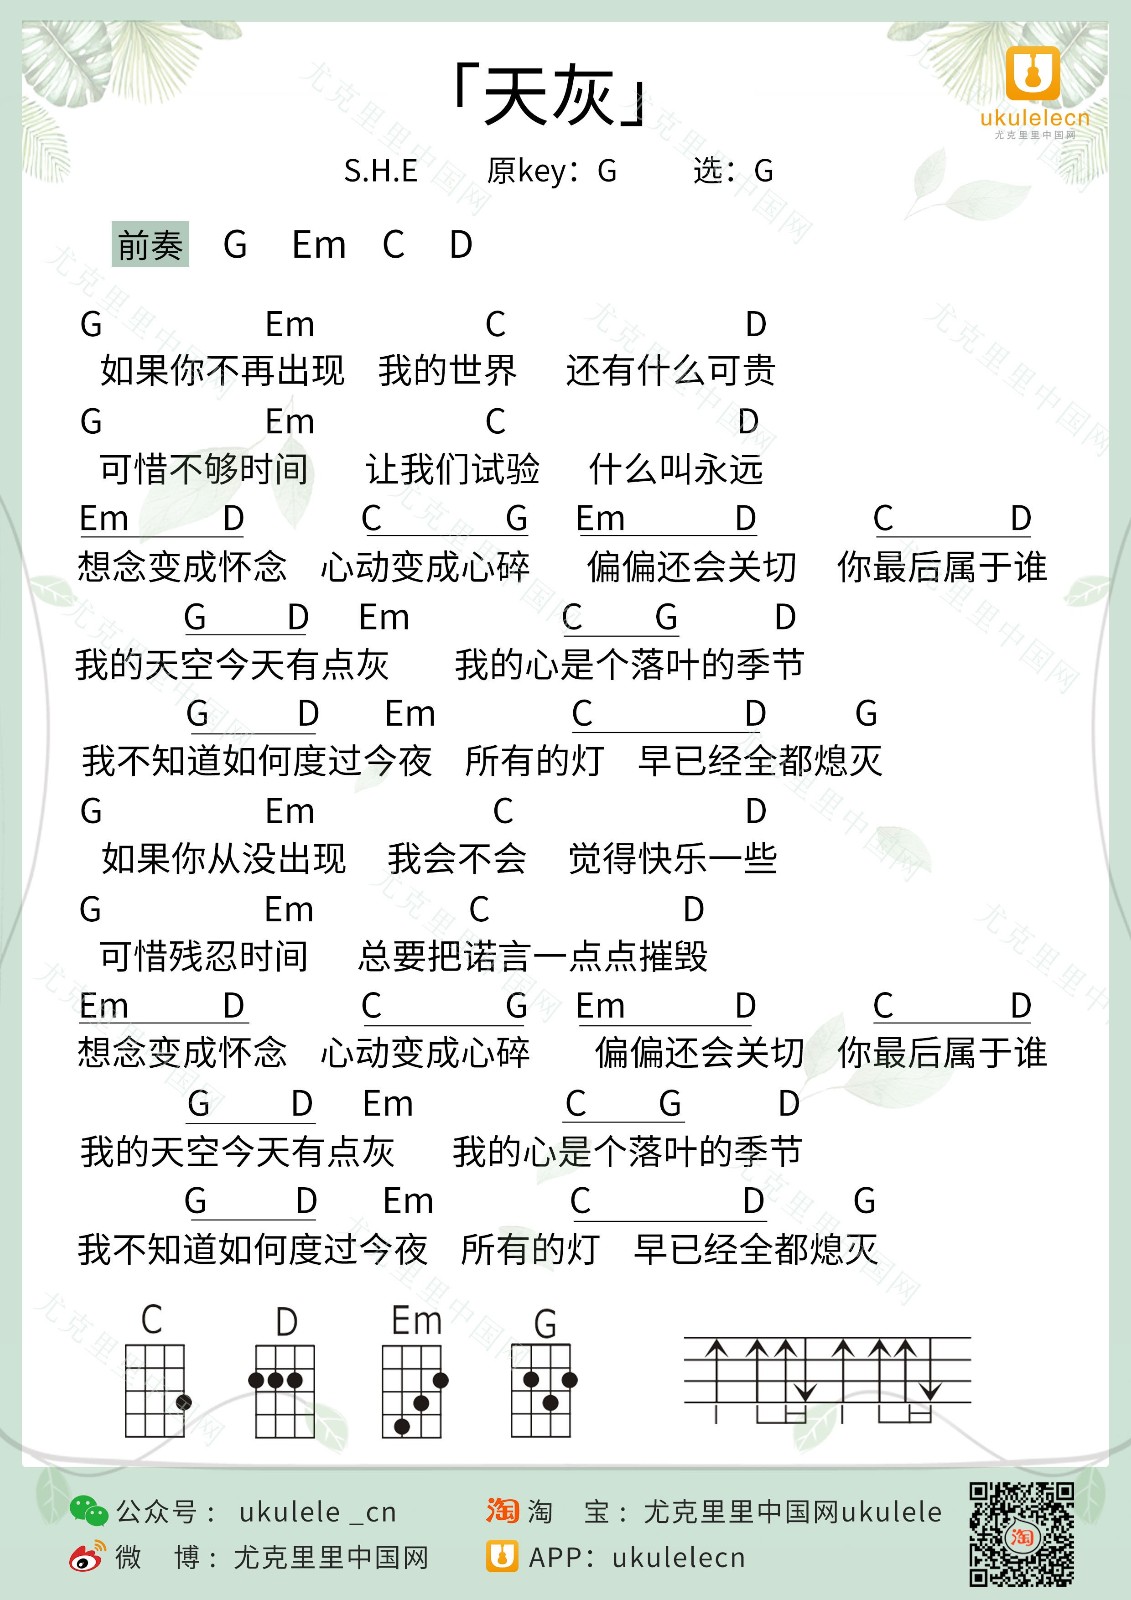 「天灰」
ukulelecn
尤克里里中国网
S.H.E 原key：G 选：G
前奏 G Em C D
G Em C D
如果你不再出现 我的世界 还有什么可贵
G Em C D
可惜不够时间 让我们试验 什么叫永远
Em D C G Em D C D
想念变成怀念 心动变成心碎 偏偏还会关切 你最后属于谁
G D Em C G D
我的天空今天有点灰 我的心是个落叶的季节
G D Em C D G
我不知道如何度过今夜 所有的灯 早已经全都熄灭
G Em C D
如果你从没出现 我会不会 觉得快乐一些
G Em C D
可惜残忍时间 总要把诺言一点点摧毁
Em D C G Em D C D
想念变成怀念 心动变成心碎 偏偏还会关切 你最后属于谁
G D Em C G D
我的天空今天有点灰 我的心是个落叶的季节
G D Em C D G
我不知道如何度过今夜 所有的灯 早已经全都熄灭
C D Em G
公众号： ukulele _cn 淘 淘 宝：尤克里里中国网ukulele
微 博：尤克里里中国网 APP：ukulelecn
淘